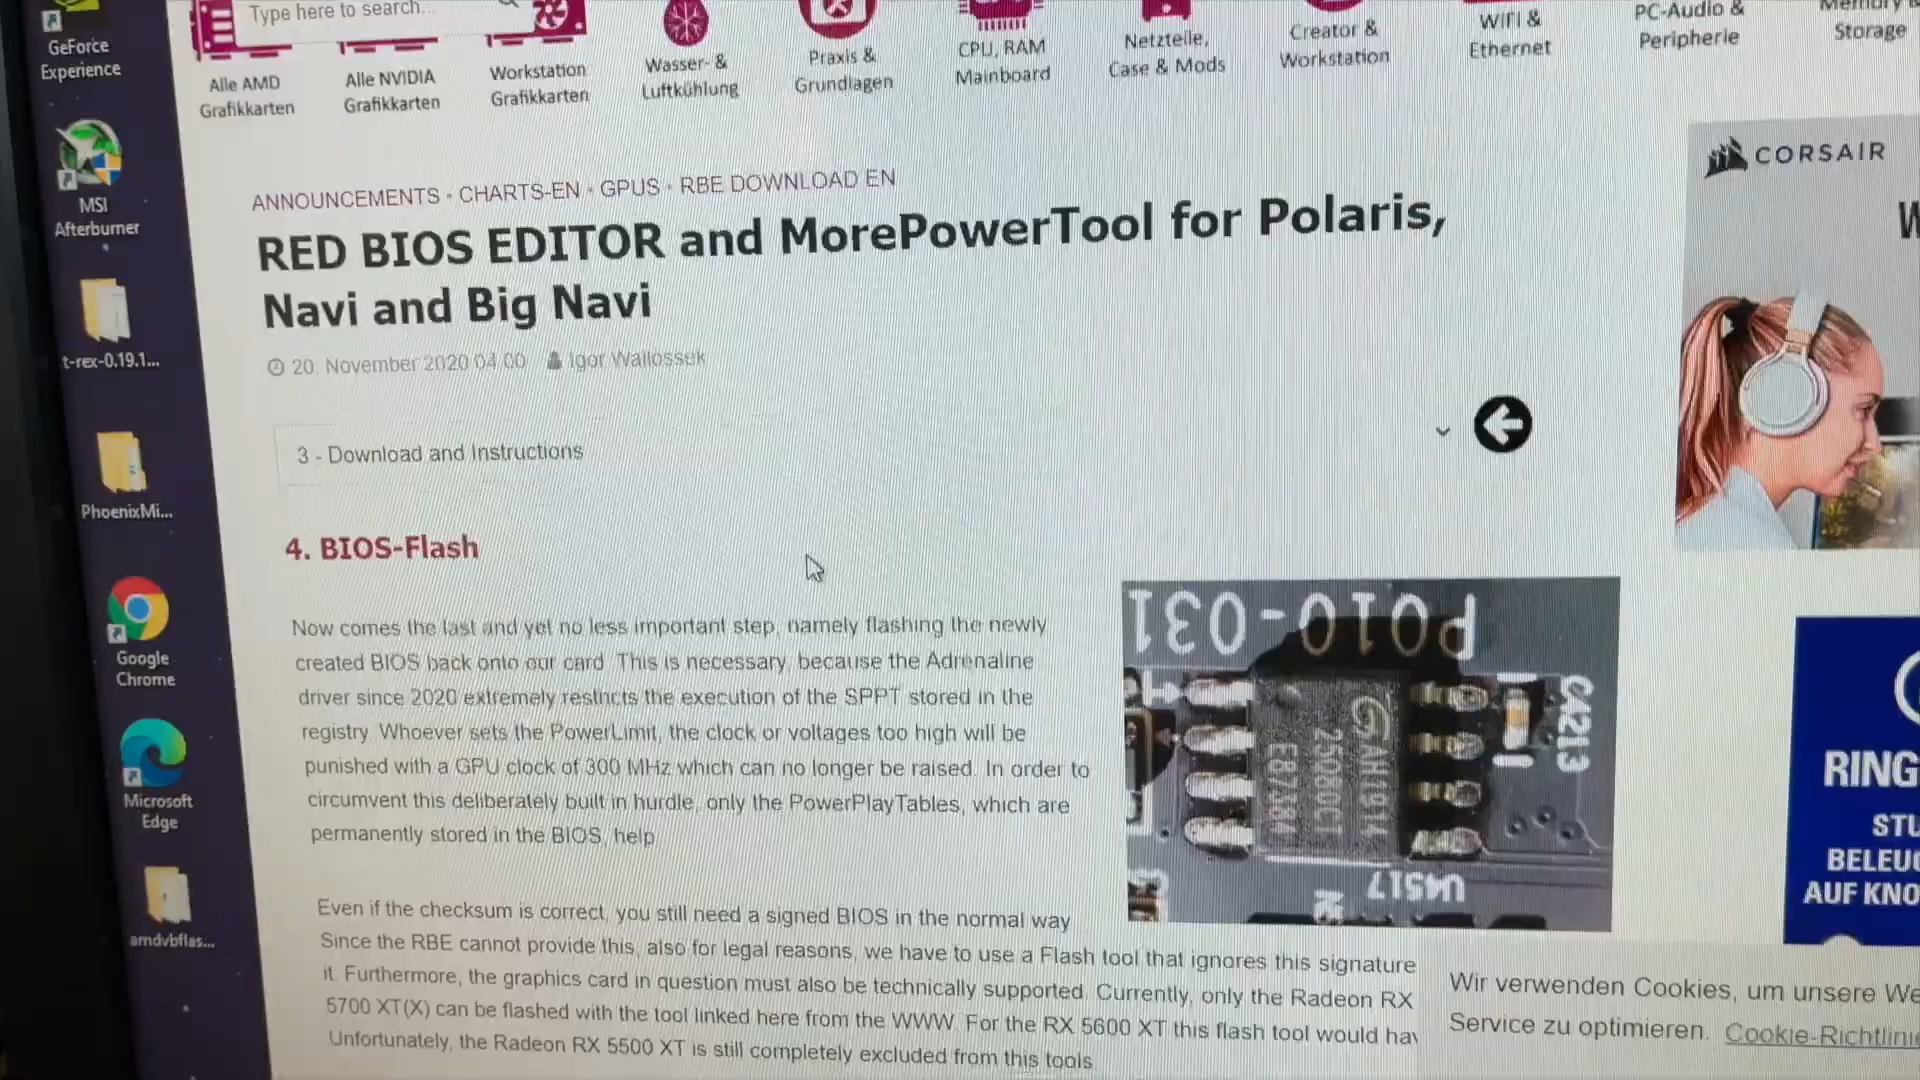 Type here to search...
GeForce
Experience
MSI
Afterburner
t-rex-0.19.1...
PhoenixMi...
Google
Chrome
Microsoft
Edge
amdvbflas...
Alle AMD
Grafikkarten
Alle NVIDIA
Grafikkarten
Workstation
Grafikkarten
Wasser- &
Luftkühlung
Praxis &
Grundlagen
CPU, RAM
Mainboard
Netzteile,
Case & Mods
Creator &
Workstation
WIFI &
Ethernet
PC-Audio &
Peripherie
Storage
ANNOUNCEMENTS • CHARTS-EN • GPUS • RBE DOWNLOAD EN
RED BIOS EDITOR and MorePowerTool for Polaris,
Navi and Big Navi
20. November 2020 04:00 Igor Wallossek
3 - Download and Instructions
4. BIOS-Flash
Now comes the last and yet no less important step, namely flashing the newly
created BIOS back onto our card. This is necessary, because the Adrenaline
driver since 2020 extremely restricts the execution of the SPPT stored in the
registry. Whoever sets the PowerLimit, the clock or voltages too high will be
punished with a GPU clock of 300 MHz which can no longer be raised. In order to
circumvent this deliberately built in hurdle, only the PowerPlayTables, which are
permanently stored in the BIOS, help.
Even if the checksum is correct, you still need a signed BIOS in the normal way.
Since the RBE cannot provide this, also for legal reasons, we have to use a Flash tool that ignores this signature
it. Furthermore, the graphics card in question must also be technically supported. Currently, only the Radeon RX
5700 XT(X) can be flashed with the tool linked here from the WWW. For the RX 5600 XT this flash tool would hav
Unfortunately, the Radeon RX 5500 XT is still completely excluded from this tools.
P010-031
C4213
U4517
CORSAIR
W
RING
STU
BELEUC
AUF KNO
Wir verwenden Cookies, um unsere We
Service zu optimieren. Cookie-Richtlinie